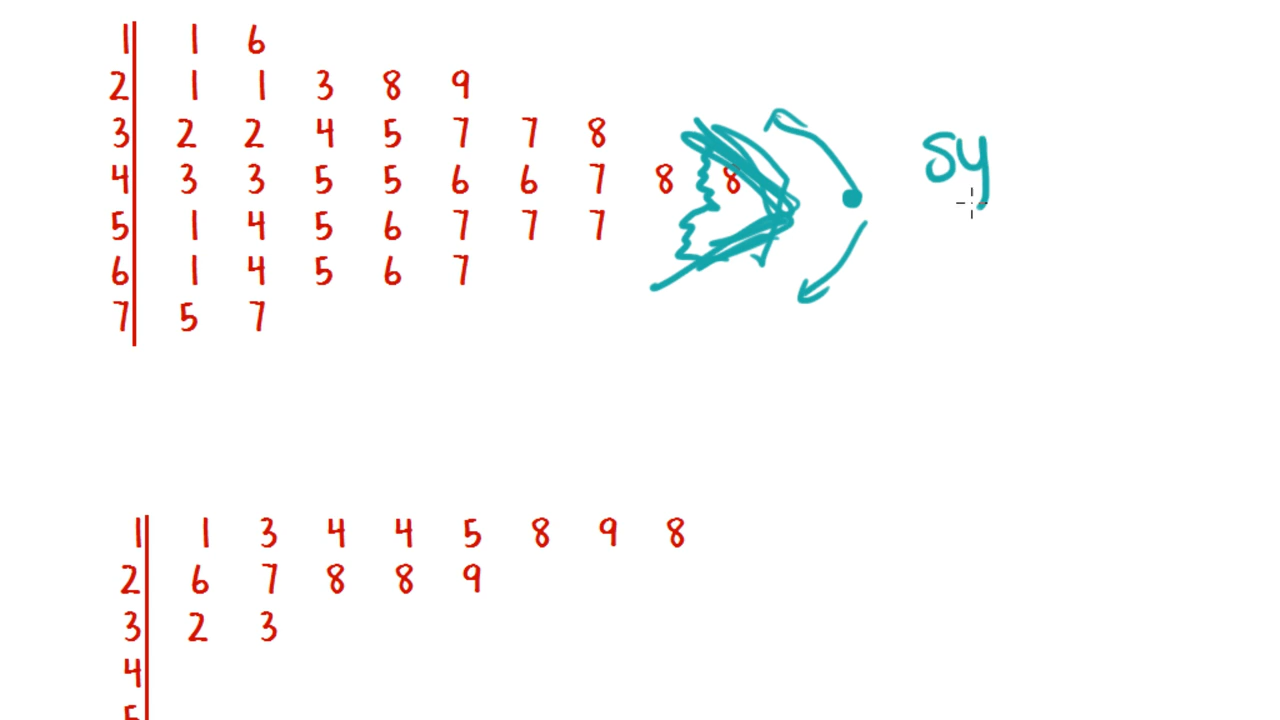 1 1 6
2 1 1 3 8 9
3 2 2 4 5 7 7 8
4 3 3 5 5 6 6 7 8 8
5 1 4 5 6 7 7 7
6 1 4 5 6 7
7 5 7
sy
1 1 3 4 4 5 8 9 8
2 6 7 8 8 9
3 2 3
4
5